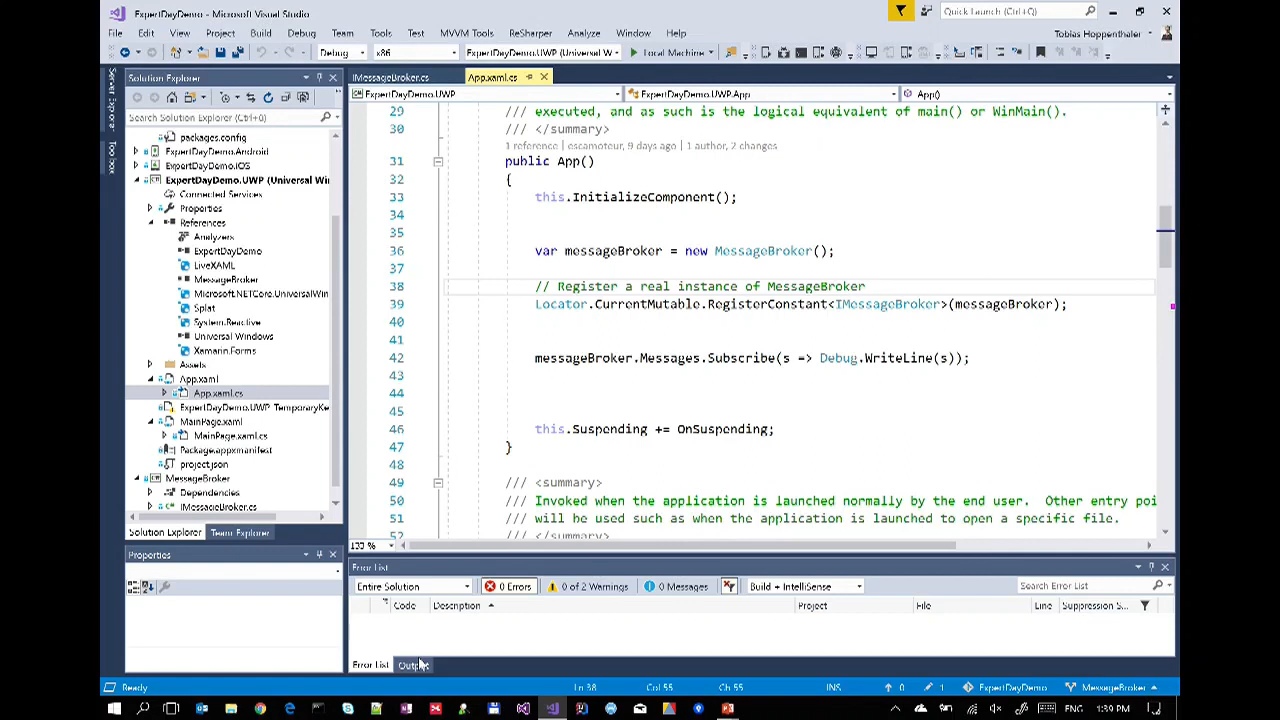 ExpertDayDemo - Microsoft Visual Studio
Quick Launch (Ctrl+Q)
File Edit View Project Build Debug Team Tools Test MVVM Tools ReSharper Analyze Window Help
Tobias Hoppenthaler
Debug x86 ExpertDayDemo.UWP (Universal W Local Machine
Server Explorer
Toolbox
Solution Explorer
Search Solution Explorer (Ctrl+ü)
packages.config
ExpertDayDemo.Android
ExpertDayDemo.iOS
ExpertDayDemo.UWP (Universal Win
Connected Services
Properties
References
Analyzers
ExpertDayDemo
LiveXAML
MessageBroker
Microsoft.NETCore.UniversalWin
Splat
System.Reactive
Universal Windows
Xamarin.Forms
Assets
App.xaml
App.xaml.cs
ExpertDayDemo.UWP_TemporaryKe
MainPage.xaml
MainPage.xaml.cs
Package.appxmanifest
project.json
MessageBroker
Dependencies
IMessageBroker.cs
Solution Explorer Team Explorer
Properties
IMessageBroker.cs App.xaml.cs
ExpertDayDemo.UWP ExpertDayDemo.UWP.App App()
29 /// executed, and as such is the logical equivalent of main() or WinMain().
30 /// </summary>
1 reference | escamoteur, 9 days ago | 1 author, 2 changes
31 public App()
32 {
33 this.InitializeComponent();
34
35
36 var messageBroker = new MessageBroker();
37
38 // Register a real instance of MessageBroker
39 Locator.CurrentMutable.RegisterConstant<IMessageBroker>(messageBroker);
40
41
42 messageBroker.Messages.Subscribe(s => Debug.WriteLine(s));
43
44
45
46 this.Suspending += OnSuspending;
47 }
48
49 /// <summary>
50 /// Invoked when the application is launched normally by the end user. Other entry poi
51 /// will be used such as when the application is launched to open a specific file.
52 /// </summary>
133 %
Error List
Entire Solution 0 Errors 0 of 2 Warnings 0 Messages Build + IntelliSense Search Error List
Code Description Project File Line Suppression S...
Error List Output
Ready Ln 38 Col 55 Ch 55 INS 0 1 ExpertDayDemo MessageBroker
ENG 1:39 PM